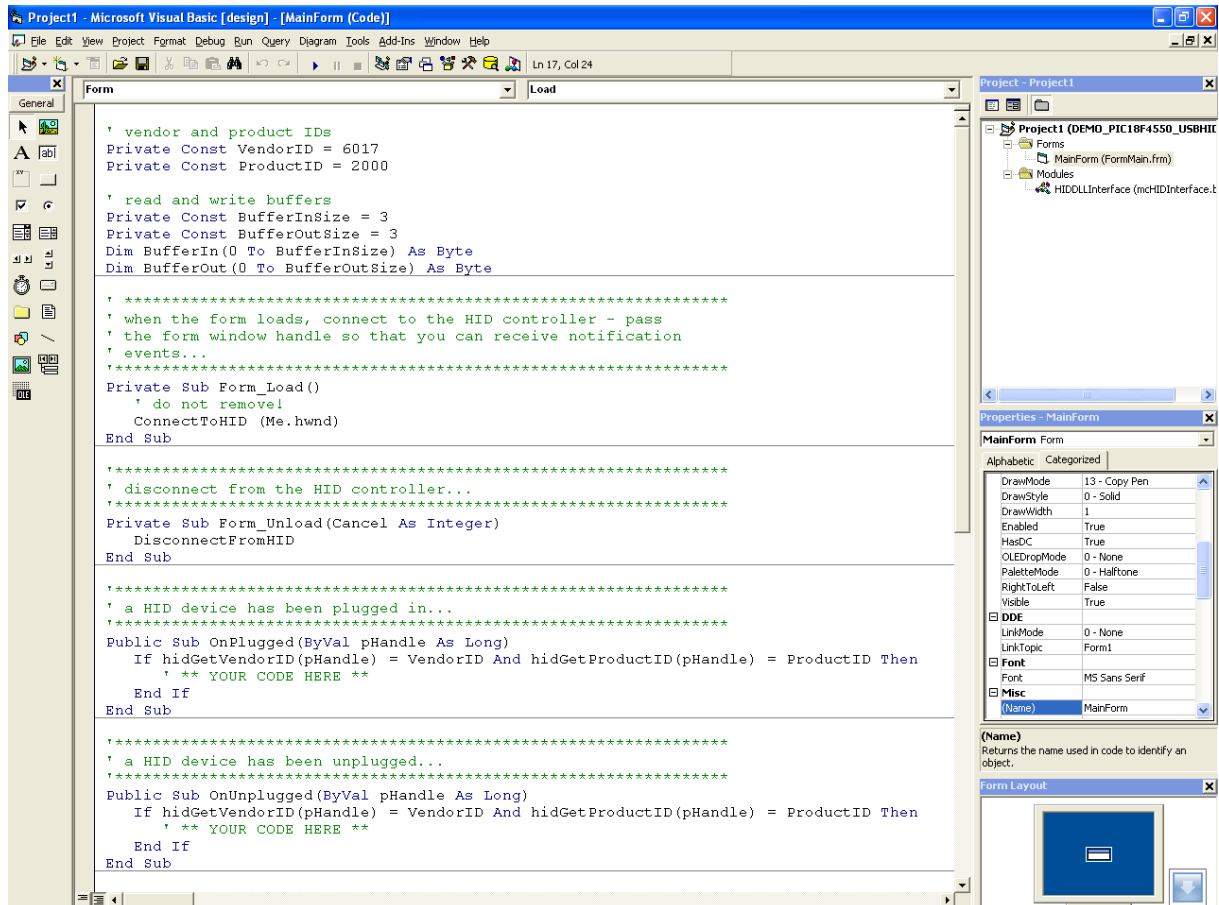 Project1 - Microsoft Visual Basic [design] - [MainForm (Code)]
File Edit View Project Format Debug Run Query Diagram Tools Add-Ins Window Help
Ln 17, Col 24
General
A
ab|
XY
OLE
Form
Load
' vendor and product IDs
Private Const VendorID = 6017
Private Const ProductID = 2000
' read and write buffers
Private Const BufferInSize = 3
Private Const BufferOutSize = 3
Dim BufferIn(0 To BufferInSize) As Byte
Dim BufferOut(0 To BufferOutSize) As Byte
' ****************************************************************
' when the form loads, connect to the HID controller - pass
' the form window handle so that you can receive notification
' events...
'*****************************************************************
Private Sub Form_Load()
' do not remove!
ConnectToHID (Me.hwnd)
End Sub
'*****************************************************************
' disconnect from the HID controller...
'*****************************************************************
Private Sub Form_Unload(Cancel As Integer)
DisconnectFromHID
End Sub
'*****************************************************************
' a HID device has been plugged in...
'*****************************************************************
Public Sub OnPlugged(ByVal pHandle As Long)
If hidGetVendorID(pHandle) = VendorID And hidGetProductID(pHandle) = ProductID Then
' ** YOUR CODE HERE **
End If
End Sub
'*****************************************************************
' a HID device has been unplugged...
'*****************************************************************
Public Sub OnUnplugged(ByVal pHandle As Long)
If hidGetVendorID(pHandle) = VendorID And hidGetProductID(pHandle) = ProductID Then
' ** YOUR CODE HERE **
End If
End Sub
Project - Project1
Project1 (DEMO_PIC18F4550_USBHID
Forms
MainForm (FormMain.frm)
Modules
HIDDLLInterface (mcHIDInterface.b
Properties - MainForm
MainForm Form
Alphabetic Categorized
DrawMode 13 - Copy Pen
DrawStyle 0 - Solid
DrawWidth 1
Enabled True
HasDC True
OLEDropMode 0 - None
PaletteMode 0 - Halftone
RightToLeft False
Visible True
DDE
LinkMode 0 - None
LinkTopic Form1
Font
Font MS Sans Serif
Misc
(Name) MainForm
(Name)
Returns the name used in code to identify an
object.
Form Layout